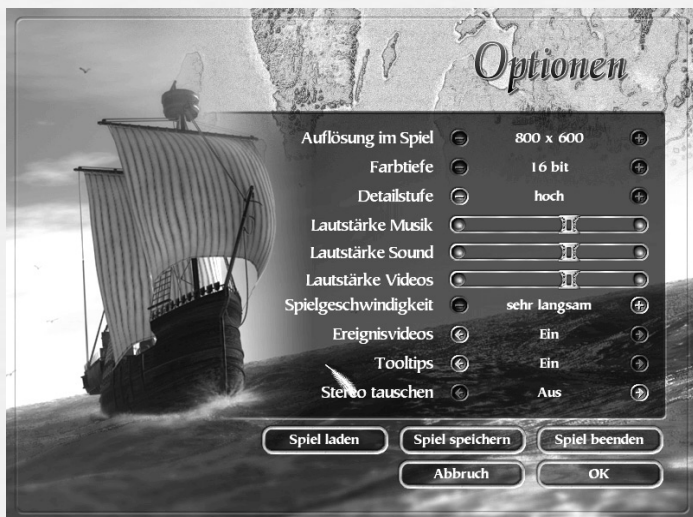 Optionen
Auflösung im Spiel 800 x 600
Farbtiefe 16 bit
Detailstufe hoch
Lautstärke Musik
Lautstärke Sound
Lautstärke Videos
Spielgeschwindigkeit sehr langsam
Ereignisvideos Ein
Tooltips Ein
Stereo tauschen Aus
Spiel laden Spiel speichern Spiel beenden
Abbruch OK